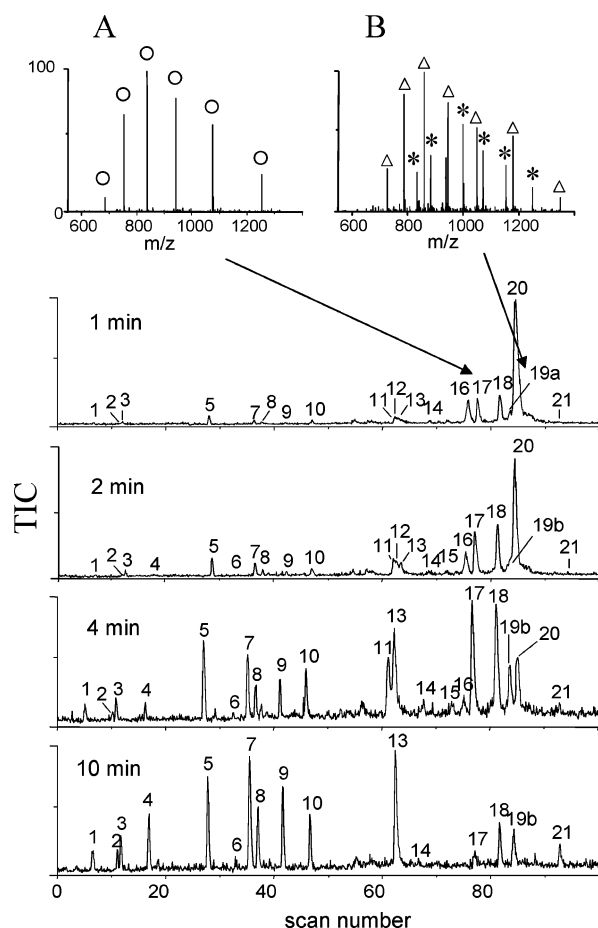 A B
100
0
600 800 1000 1200
600 800 1000 1200
m/z
m/z
* * * * * *
1 min
1 2 3 5 7 8 9 10 11 12 13 14 16 17 18 20 19a 21
2 min
1 2 3 4 5 6 7 8 9 10 11 12 13 14 15 16 17 18 20 19b 21
TIC
4 min
1 2 3 4 5 6 7 8 9 10 11 13 14 15 16 17 18 19b 20 21
10 min
1 2 3 4 5 6 7 8 9 10 13 14 17 18 19b 21
0 20 40 60 80
scan number